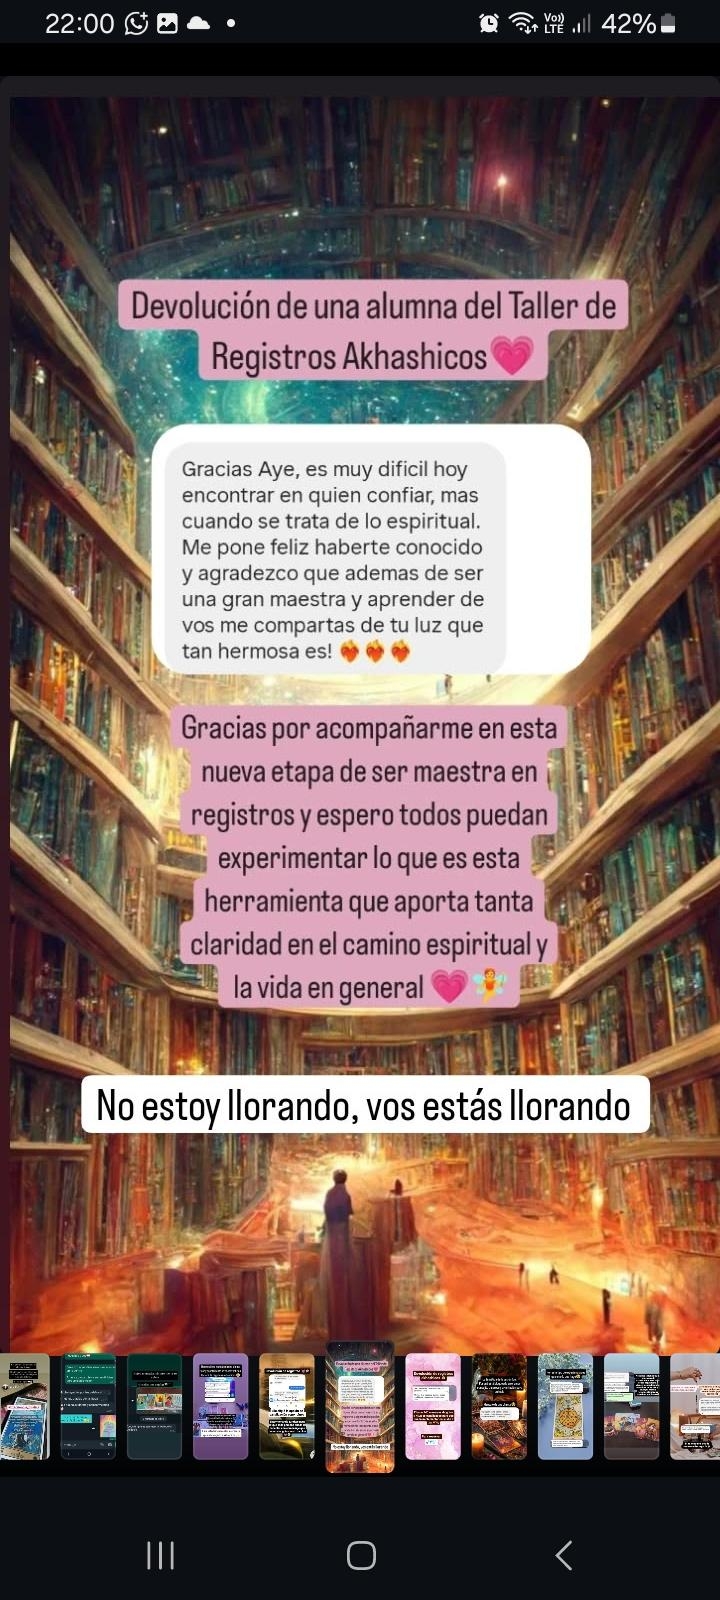 22:00
Vo))
LTE
42%
Devolución de una alumna del Taller de
Registros Akhashicos
Gracias Aye, es muy dificil hoy
encontrar en quien confiar, mas
cuando se trata de lo espiritual.
Me pone feliz haberte conocido
y agradezco que ademas de ser
una gran maestra y aprender de
vos me compartas de tu luz que
tan hermosa es! ❤️‍🔥❤️‍🔥❤️‍🔥
Gracias por acompañarme en esta
nueva etapa de ser maestra en
registros y espero todos puedan
experimentar lo que es esta
herramienta que aporta tanta
claridad en el camino espiritual y
la vida en general
No estoy llorando, vos estás llorando